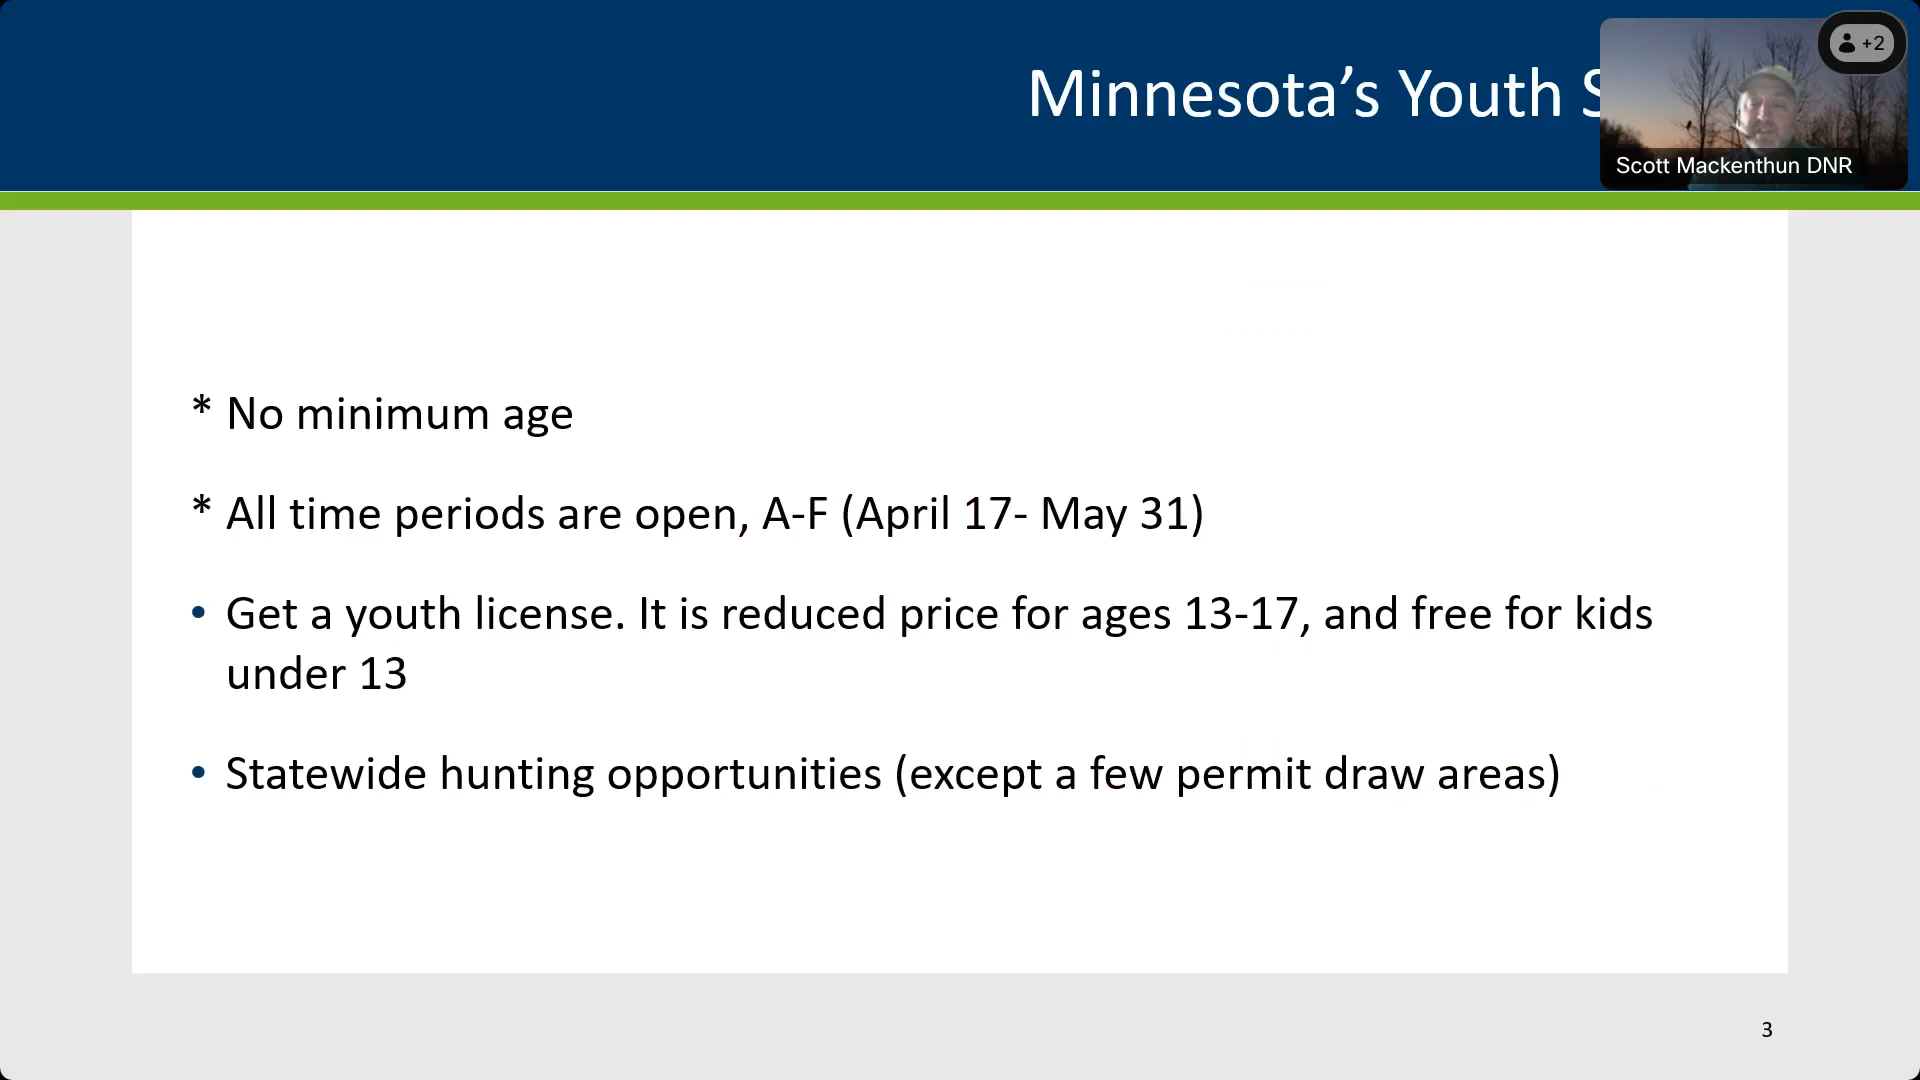 Minnesota’s Youth
+2
Scott Mackenthun DNR
* No minimum age
* All time periods are open, A-F (April 17- May 31)
• Get a youth license. It is reduced price for ages 13-17, and free for kids
under 13
• Statewide hunting opportunities (except a few permit draw areas)
3